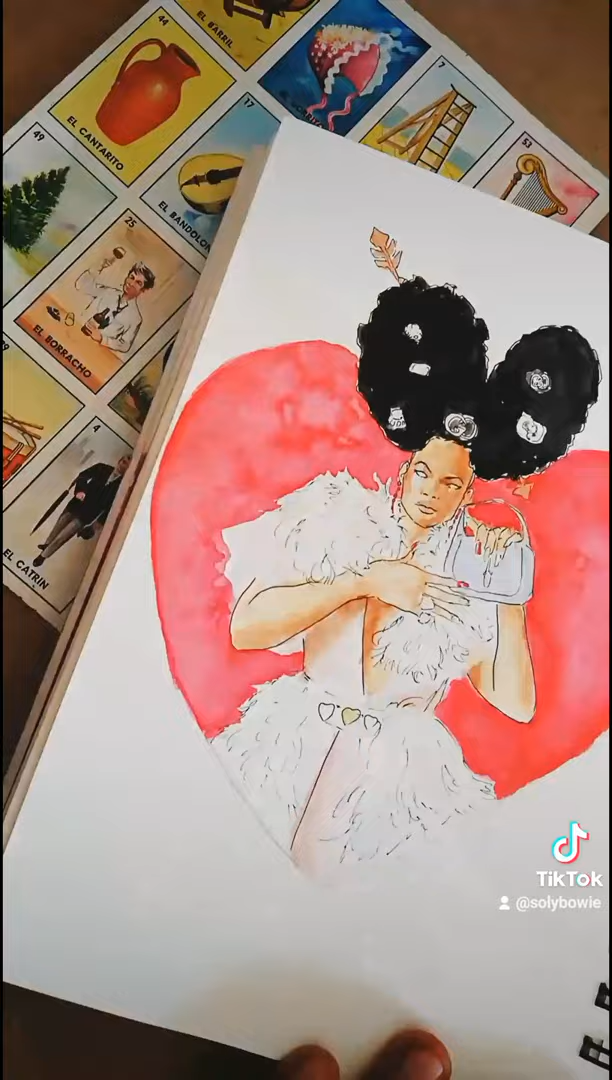 EL BARRIL
44
EL CANTARITO
7
17
53
49
EL BANDOLON
25
EL BORRACHO
4
EL CATRIN
TikTok
@solybowie